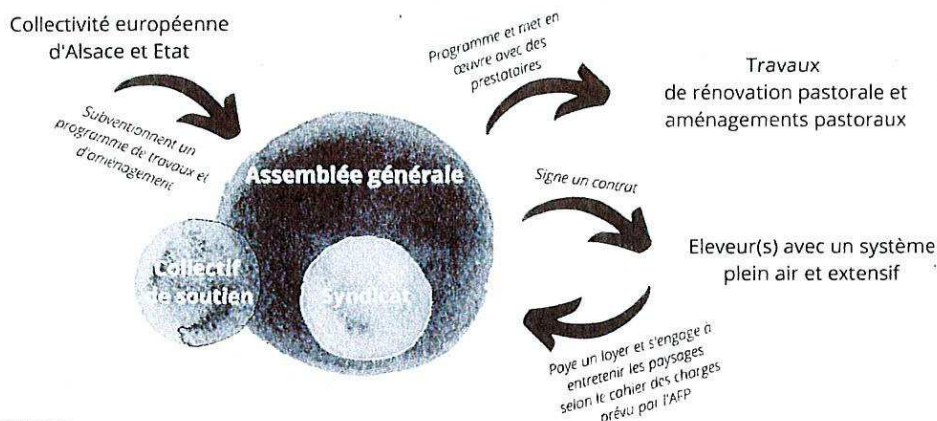 Collectivité européenne
d'Alsace et Etat
Subventionnent un
programme de travaux et
d'aménagement
Programme et met en
œuvre avec des
prestataires
Travaux
de rénovation pastorale et
aménagements pastoraux
Assemblée générale
Signe un contrat
Collectif
de soutien
Syndicat
Eleveur(s) avec un système
plein air et extensif
Paye un loyer et s'engage à
entretenir les paysages
selon le cahier des charges
prévu par l'AFP